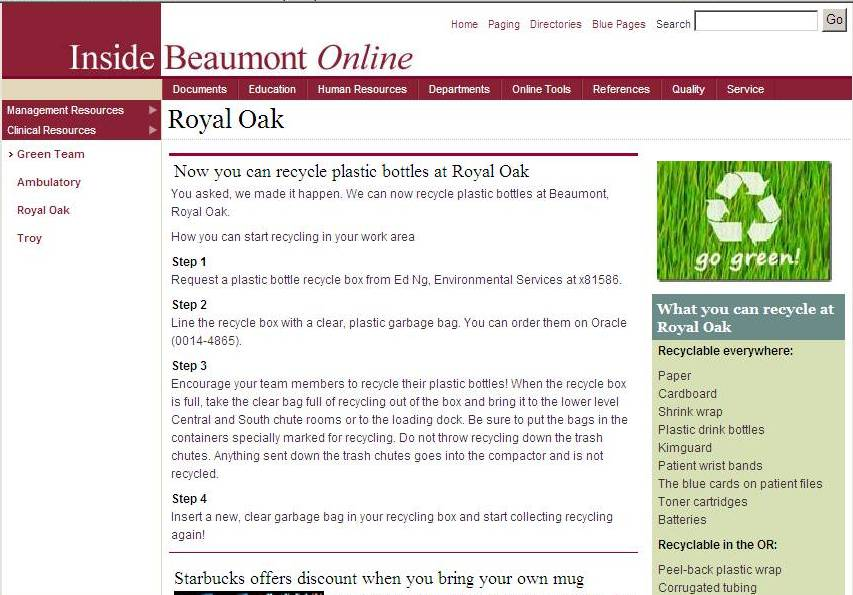 Home Paging Directories Blue Pages Search Go
Inside Beaumont Online
Documents Education Human Resources Departments Online Tools References Quality Service
Management Resources
Clinical Resources
Green Team
Ambulatory
Royal Oak
Troy
Royal Oak
Now you can recycle plastic bottles at Royal Oak
You asked, we made it happen. We can now recycle plastic bottles at Beaumont,
Royal Oak.
How you can start recycling in your work area
Step 1
Request a plastic bottle recycle box from Ed Ng, Environmental Services at x81586.
Step 2
Line the recycle box with a clear, plastic garbage bag. You can order them on Oracle
(0014-4865).
Step 3
Encourage your team members to recycle their plastic bottles! When the recycle box
is full, take the clear bag full of recycling out of the box and bring it to the lower level
Central and South chute rooms or to the loading dock. Be sure to put the bags in the
containers specially marked for recycling. Do not throw recycling down the trash
chutes. Anything sent down the trash chutes goes into the compactor and is not
recycled.
Step 4
Insert a new, clear garbage bag in your recycling box and start collecting recycling
again!
Starbucks offers discount when you bring your own mug
go green!
What you can recycle at
Royal Oak
Recyclable everywhere:
Paper
Cardboard
Shrink wrap
Plastic drink bottles
Kimguard
Patient wrist bands
The blue cards on patient files
Toner cartridges
Batteries
Recyclable in the OR:
Peel-back plastic wrap
Corrugated tubing